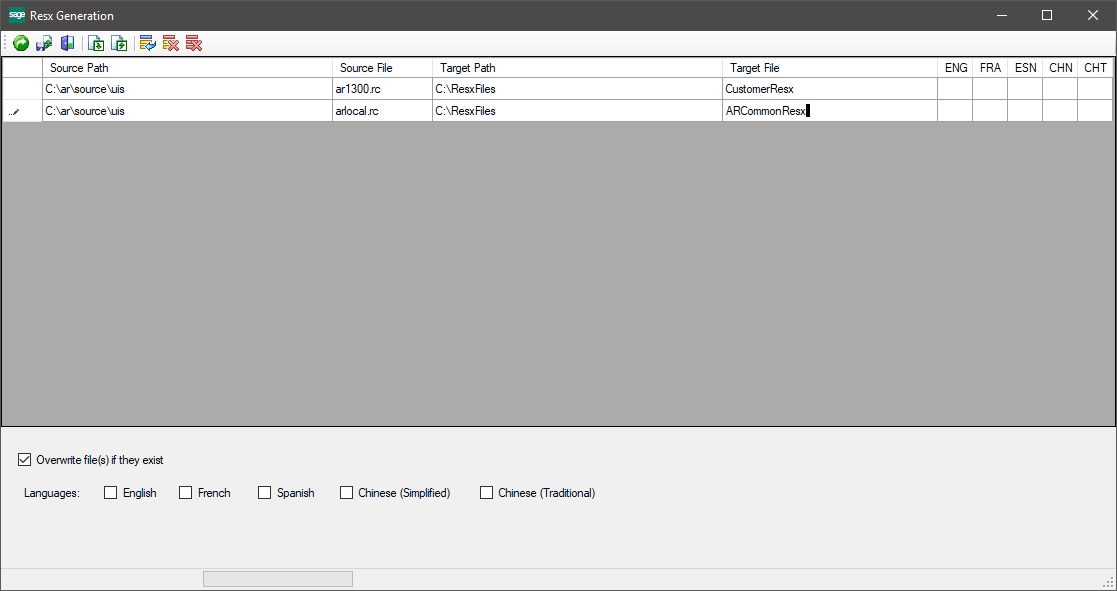 sage Resx Generation
Source Path Source File Target Path Target File ENG FRA ESN CHN CHT
C:\ar\source\uis ar1300.rc C:\ResxFiles CustomerResx
C:\ar\source\uis arlocal.rc C:\ResxFiles ARCommonResx
Overwrite file(s) if they exist
Languages: English French Spanish Chinese (Simplified) Chinese (Traditional)